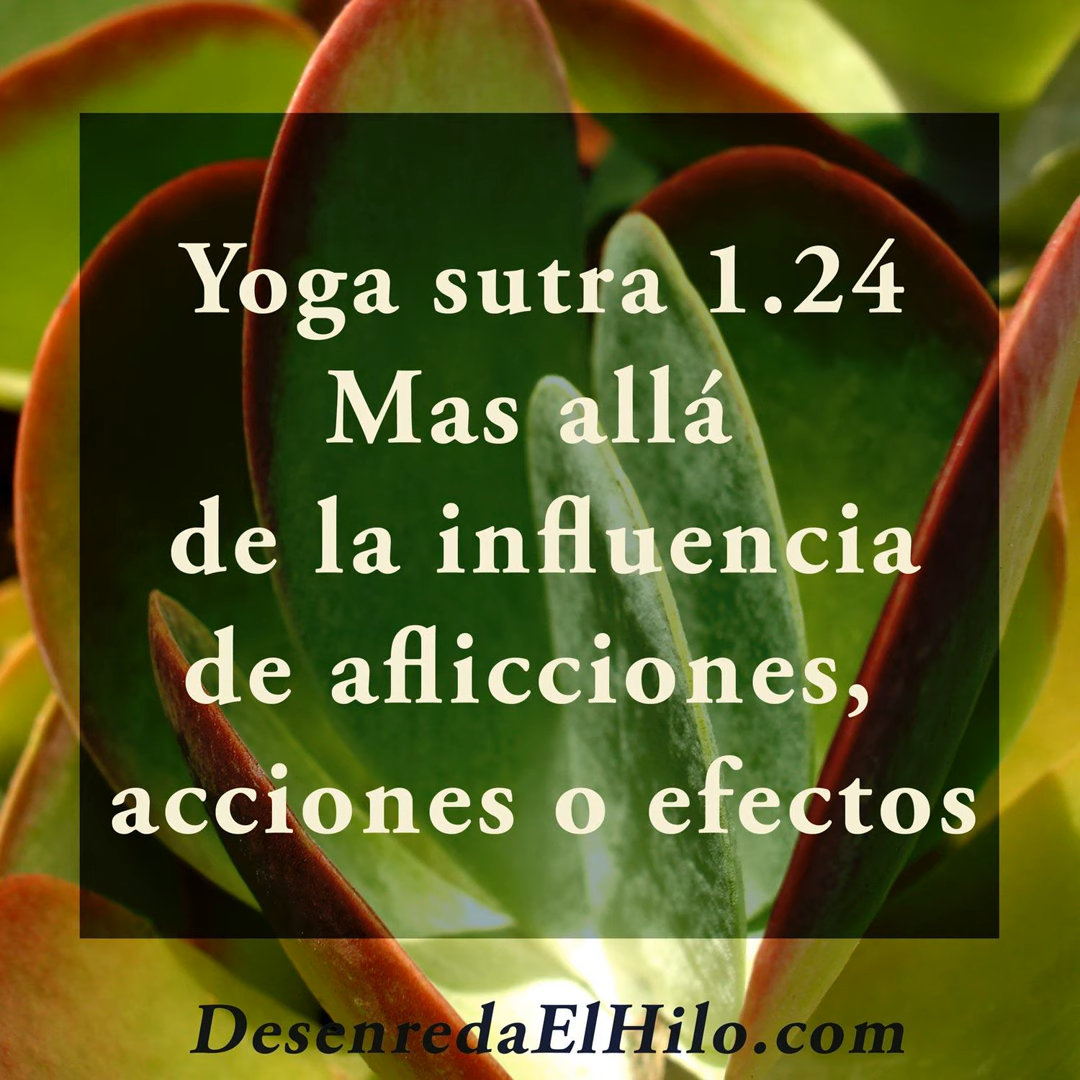 Yoga sutra 1.24
Mas allá
de la influencia
de aflicciones,
acciones o efectos
DesenredaElHilo.com